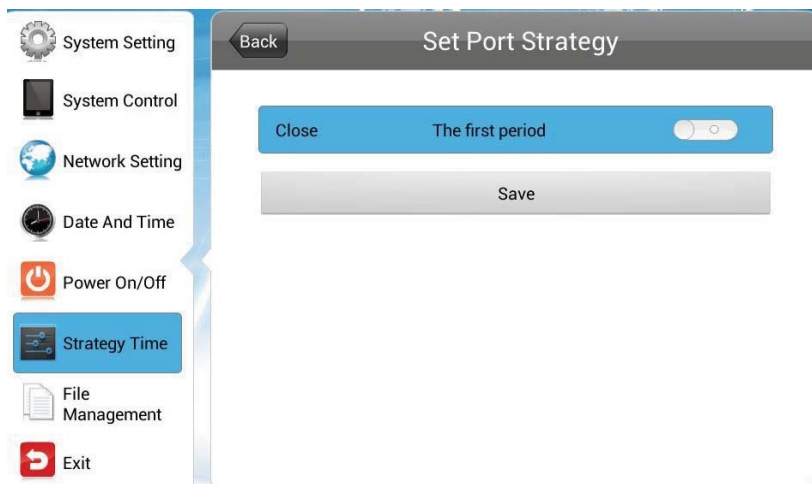 System Setting
System Control
Network Setting
Date And Time
Power On/Off
Strategy Time
File
Management
Exit
Back
Set Port Strategy
Close The first period
Save